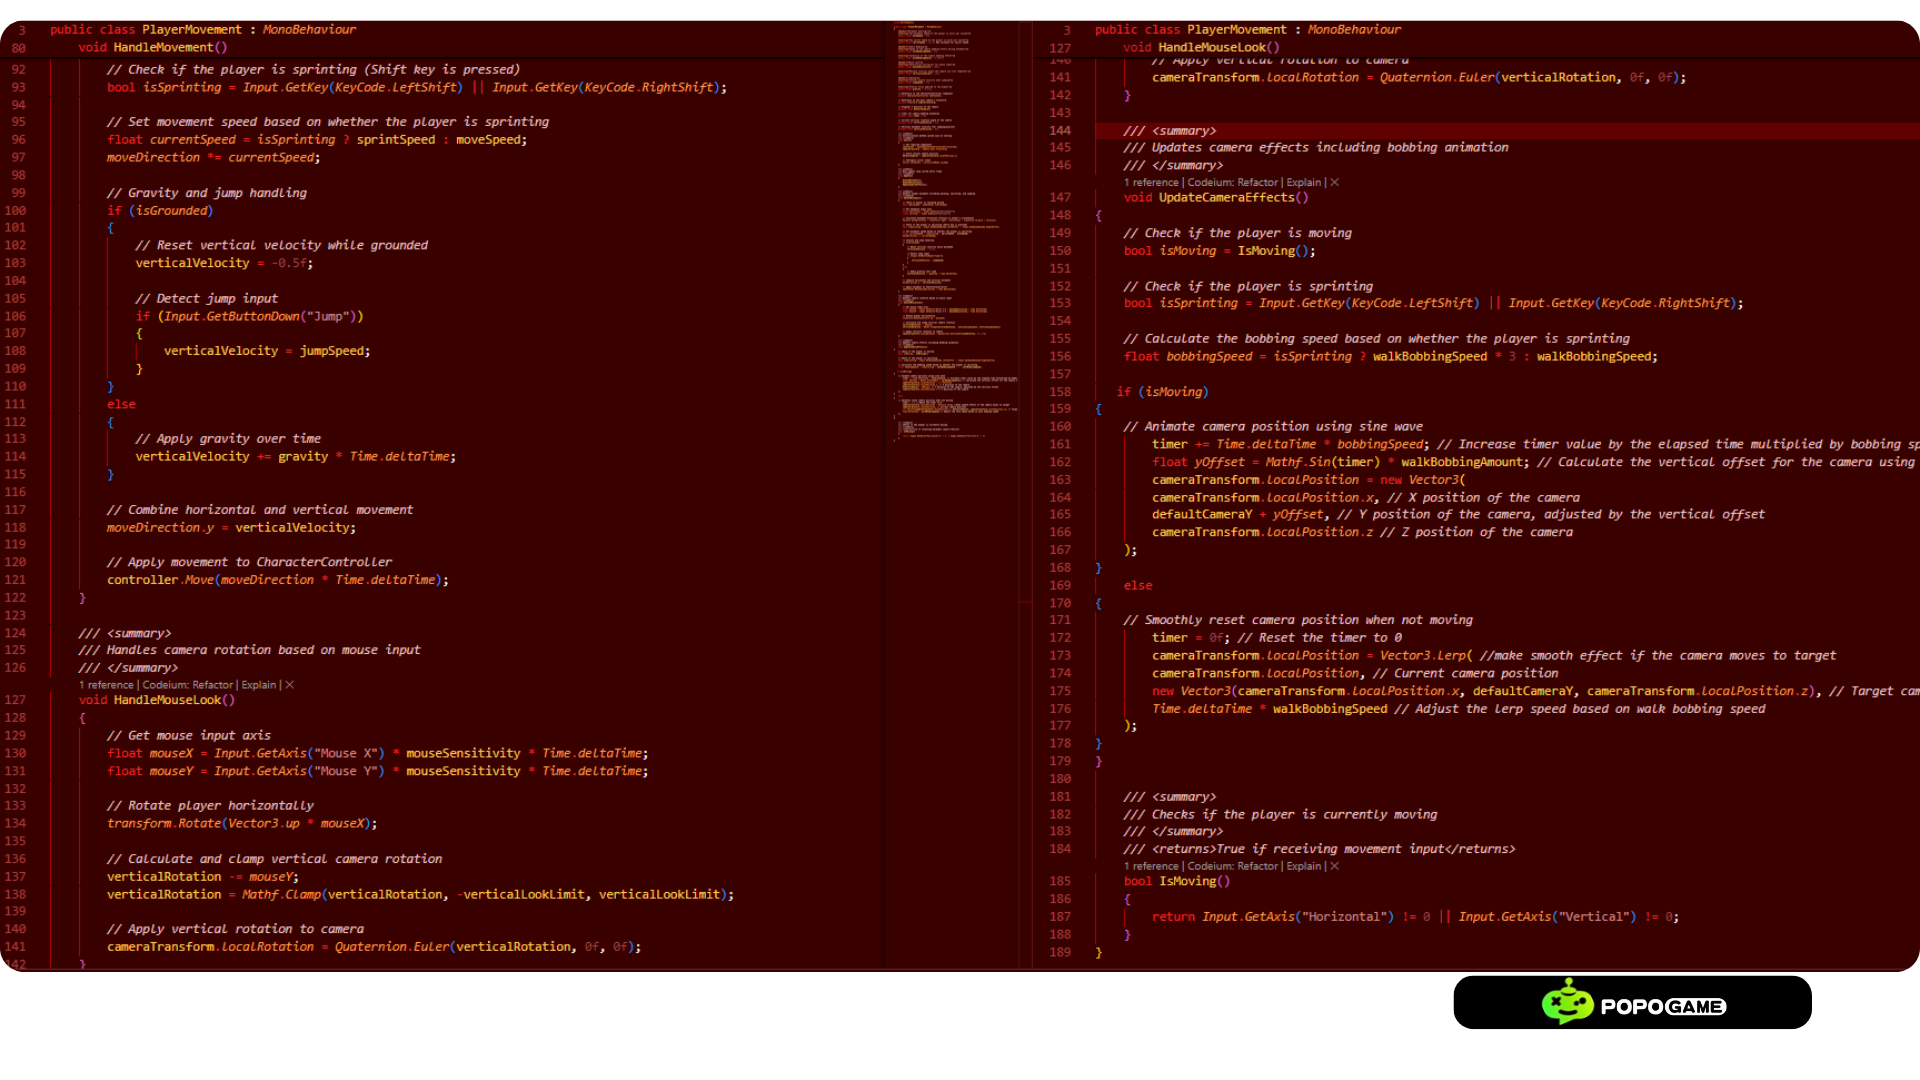 3 public class PlayerMovement : MonoBehaviour
80 void HandleMovement()
92 // Check if the player is sprinting (Shift key is pressed)
93 bool isSprinting = Input.GetKey(KeyCode.LeftShift) || Input.GetKey(KeyCode.RightShift);
94
95 // Set movement speed based on whether the player is sprinting
96 float currentSpeed = isSprinting ? sprintSpeed : moveSpeed;
97 moveDirection *= currentSpeed;
98
99 // Gravity and jump handling
100 if (isGrounded)
101 {
102 // Reset vertical velocity while grounded
103 verticalVelocity = -0.5f;
104
105 // Detect jump input
106 if (Input.GetButtonDown("Jump"))
107 {
108 verticalVelocity = jumpSpeed;
109 }
110 }
111 else
112 {
113 // Apply gravity over time
114 verticalVelocity += gravity * Time.deltaTime;
115 }
116
117 // Combine horizontal and vertical movement
118 moveDirection.y = verticalVelocity;
119
120 // Apply movement to CharacterController
121 controller.Move(moveDirection * Time.deltaTime);
122 }
123
124 /// <summary>
125 /// Handles camera rotation based on mouse input
126 /// </summary>
1 reference | Codeium: Refactor | Explain | X
127 void HandleMouseLook()
128 {
129 // Get mouse input axis
130 float mouseX = Input.GetAxis("Mouse X") * mouseSensitivity * Time.deltaTime;
131 float mouseY = Input.GetAxis("Mouse Y") * mouseSensitivity * Time.deltaTime;
132
133 // Rotate player horizontally
134 transform.Rotate(Vector3.up * mouseX);
135
136 // Calculate and clamp vertical camera rotation
137 verticalRotation -= mouseY;
138 verticalRotation = Mathf.Clamp(verticalRotation, -verticalLookLimit, verticalLookLimit);
139
140 // Apply vertical rotation to camera
141 cameraTransform.localRotation = Quaternion.Euler(verticalRotation, 0f, 0f);
142 }
3 public class PlayerMovement : MonoBehaviour
127 void HandleMouseLook()
140 // Apply vertical rotation to camera
141 cameraTransform.localRotation = Quaternion.Euler(verticalRotation, 0f, 0f);
142 }
143
144 /// <summary>
145 /// Updates camera effects including bobbing animation
146 /// </summary>
1 reference | Codeium: Refactor | Explain | X
147 void UpdateCameraEffects()
148 {
149 // Check if the player is moving
150 bool isMoving = IsMoving();
151
152 // Check if the player is sprinting
153 bool isSprinting = Input.GetKey(KeyCode.LeftShift) || Input.GetKey(KeyCode.RightShift);
154
155 // Calculate the bobbing speed based on whether the player is sprinting
156 float bobbingSpeed = isSprinting ? walkBobbingSpeed * 3 : walkBobbingSpeed;
157
158 if (isMoving)
159 {
160 // Animate camera position using sine wave
161 timer += Time.deltaTime * bobbingSpeed; // Increase timer value by the elapsed time multiplied by bobbing sp
162 float yOffset = Mathf.Sin(timer) * walkBobbingAmount; // Calculate the vertical offset for the camera using
163 cameraTransform.localPosition = new Vector3(
164 cameraTransform.localPosition.x, // X position of the camera
165 defaultCameraY + yOffset, // Y position of the camera, adjusted by the vertical offset
166 cameraTransform.localPosition.z // Z position of the camera
167 );
168 }
169 else
170 {
171 // Smoothly reset camera position when not moving
172 timer = 0f; // Reset the timer to 0
173 cameraTransform.localPosition = Vector3.Lerp( //make smooth effect if the camera moves to target
174 cameraTransform.localPosition, // Current camera position
175 new Vector3(cameraTransform.localPosition.x, defaultCameraY, cameraTransform.localPosition.z), // Target cam
176 Time.deltaTime * walkBobbingSpeed // Adjust the lerp speed based on walk bobbing speed
177 );
178 }
179 }
180
181 /// <summary>
182 /// Checks if the player is currently moving
183 /// </summary>
184 /// <returns>True if receiving movement input</returns>
1 reference | Codeium: Refactor | Explain | X
185 bool IsMoving()
186 {
187 return Input.GetAxis("Horizontal") != 0 || Input.GetAxis("Vertical") != 0;
188 }
189 }
POPOGAME